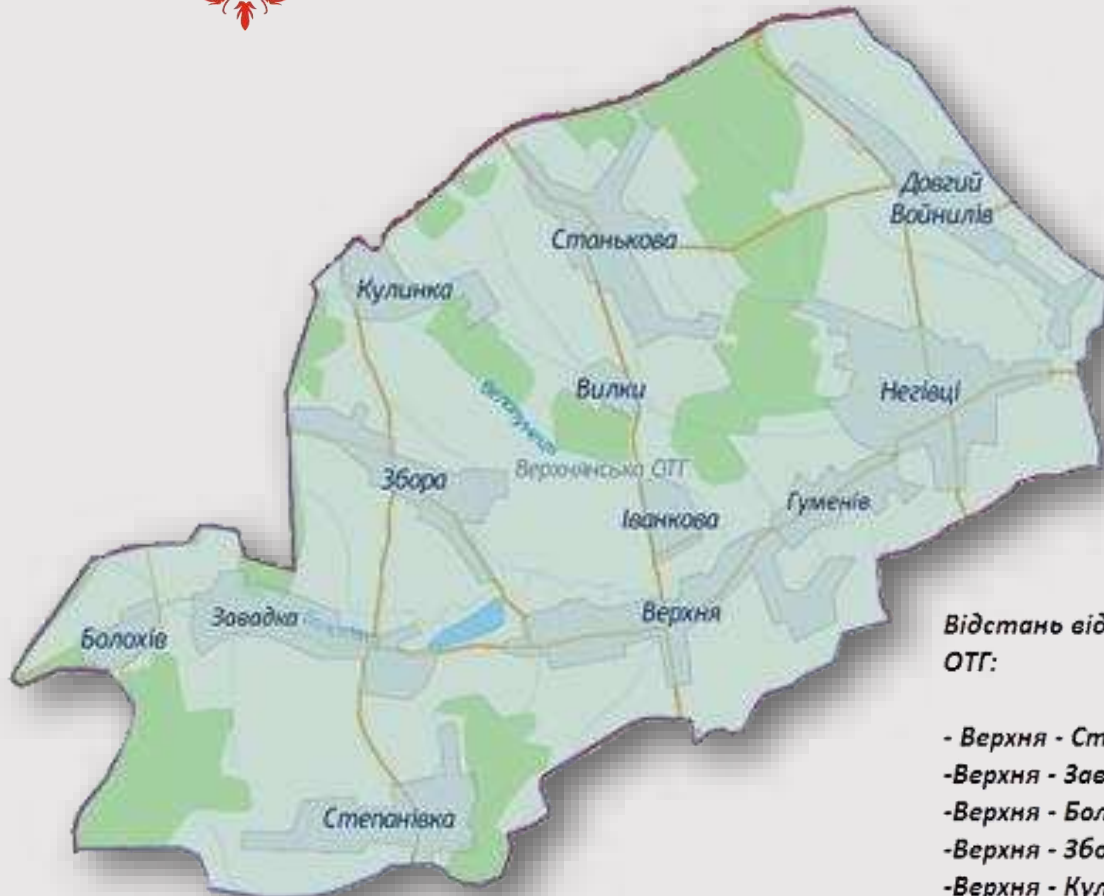 Довгий
Войнилів
Станькова
Кулинка
Вилки
Негівці
Верхнянська ОТГ
Збора
Іванкова
Гуменів
Завадка
Верхня
Болохів
Степанівка
Відстань від
ОТГ:
- Верхня - Ст
-Верхня - Зав
-Верхня - Бол
-Верхня - Збо
-Верхня - Кул